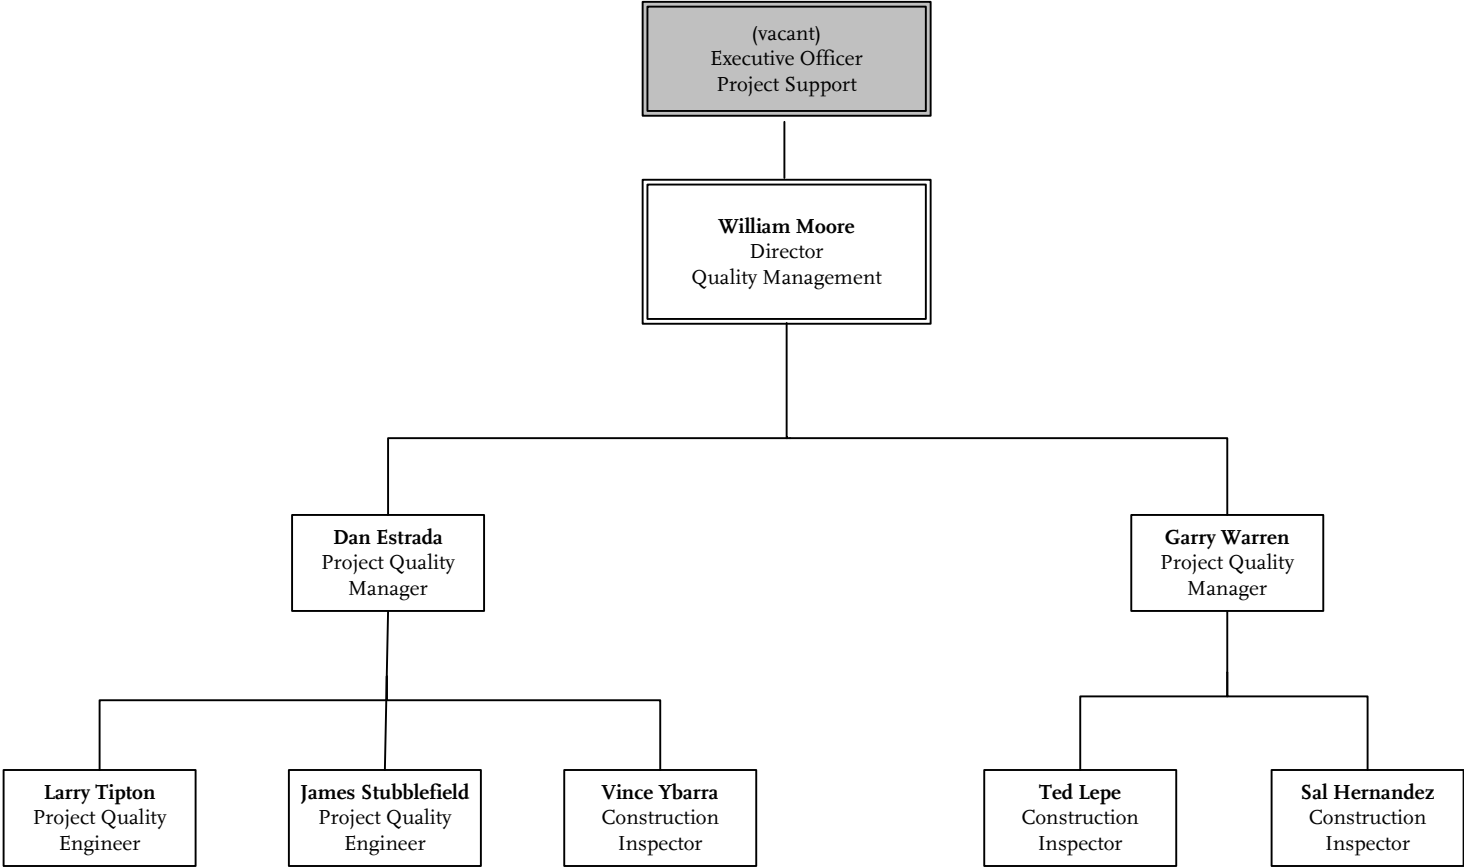 (vacant)
Executive Officer
Project Support
William Moore
Director
Quality Management
Dan Estrada
Project Quality
Manager
Garry Warren
Project Quality
Manager
Larry Tipton
Project Quality
Engineer
James Stubblefield
Project Quality
Engineer
Vince Ybarra
Construction
Inspector
Ted Lepe
Construction
Inspector
Sal Hernandez
Construction
Inspector